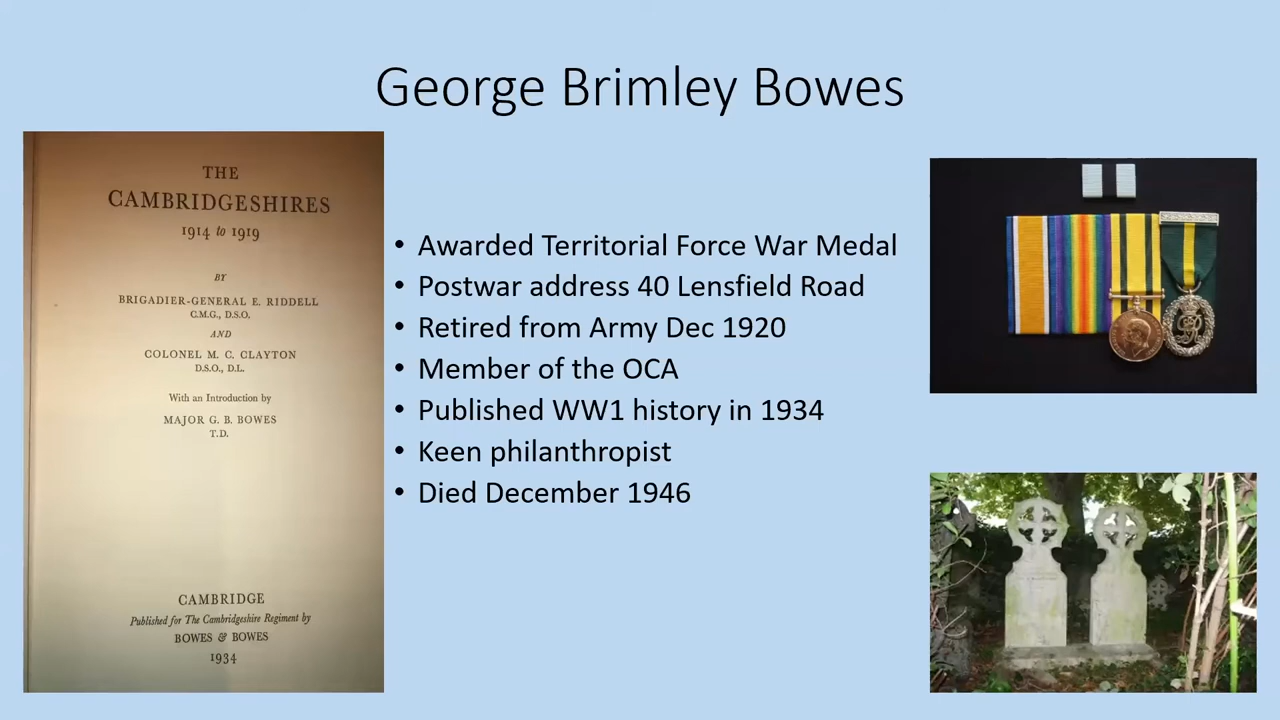 George Brimley Bowes
THE
CAMBRIDGESHIRES
1914 to 1919
BY
BRIGADIER-GENERAL E. RIDDELL
C.M.G., D.S.O.
AND
COLONEL M. C. CLAYTON
D.S.O., D.L.
With an Introduction by
MAJOR G. B. BOWES
T.D.
CAMBRIDGE
Published for The Cambridgeshire Regiment by
BOWES & BOWES
1934
• Awarded Territorial Force War Medal
• Postwar address 40 Lensfield Road
• Retired from Army Dec 1920
• Member of the OCA
• Published WW1 history in 1934
• Keen philanthropist
• Died December 1946